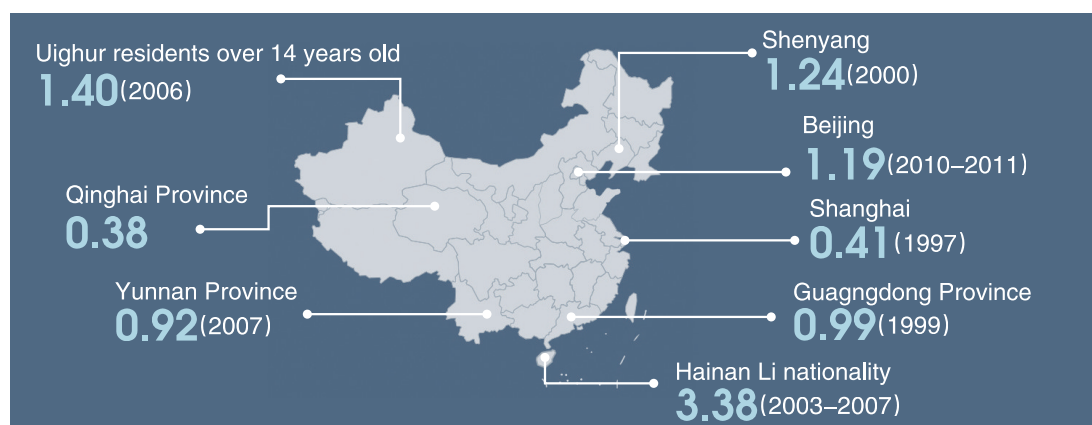 Uighur residents over 14 years old
1.40(2006)
Qinghai Province
0.38
Yunnan Province
0.92(2007)
Shenyang
1.24(2000)
Beijing
1.19(2010–2011)
Shanghai
0.41(1997)
Guagngdong Province
0.99(1999)
Hainan Li nationality
3.38(2003–2007)